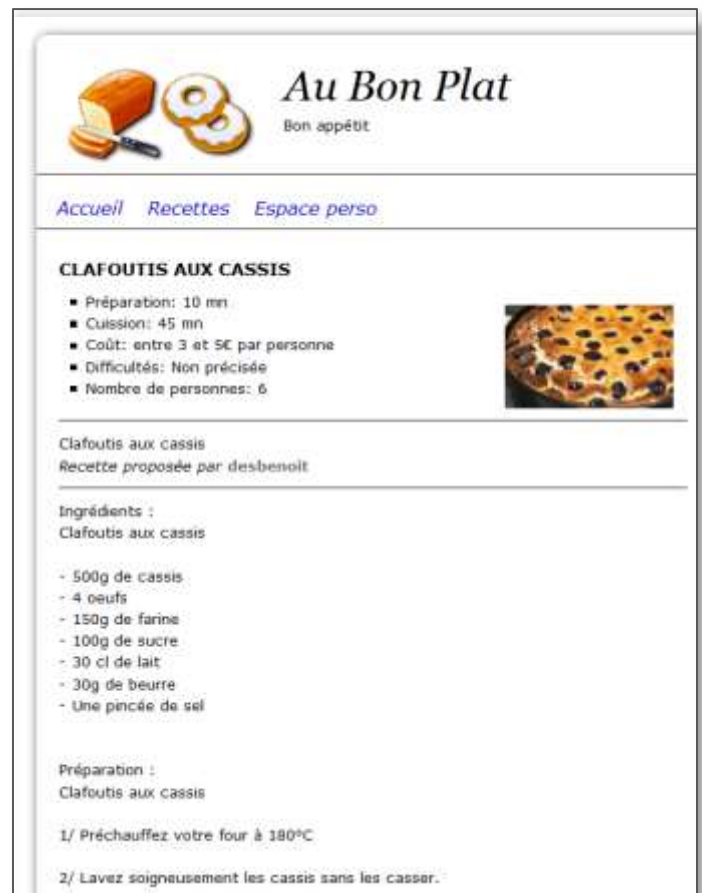 Au Bon Plat
Bon appétit
Accueil Recettes Espace perso
CLAFOUTIS AUX CASSIS
Préparation: 10 mn
Cuission: 45 mn
Coût: entre 3 et 5€ par personne
Difficultés: Non précisée
Nombre de personnes: 6
Clafoutis aux cassis
Recette proposée par desbenoit
Ingrédients :
Clafoutis aux cassis
- 500g de cassis
- 4 oeufs
- 150g de farine
- 100g de sucre
- 30 cl de lait
- 30g de beurre
- Une pincée de sel
Préparation :
Clafoutis aux cassis
1/ Préchauffez votre four à 180°C
2/ Lavez soigneusement les cassis sans les casser.